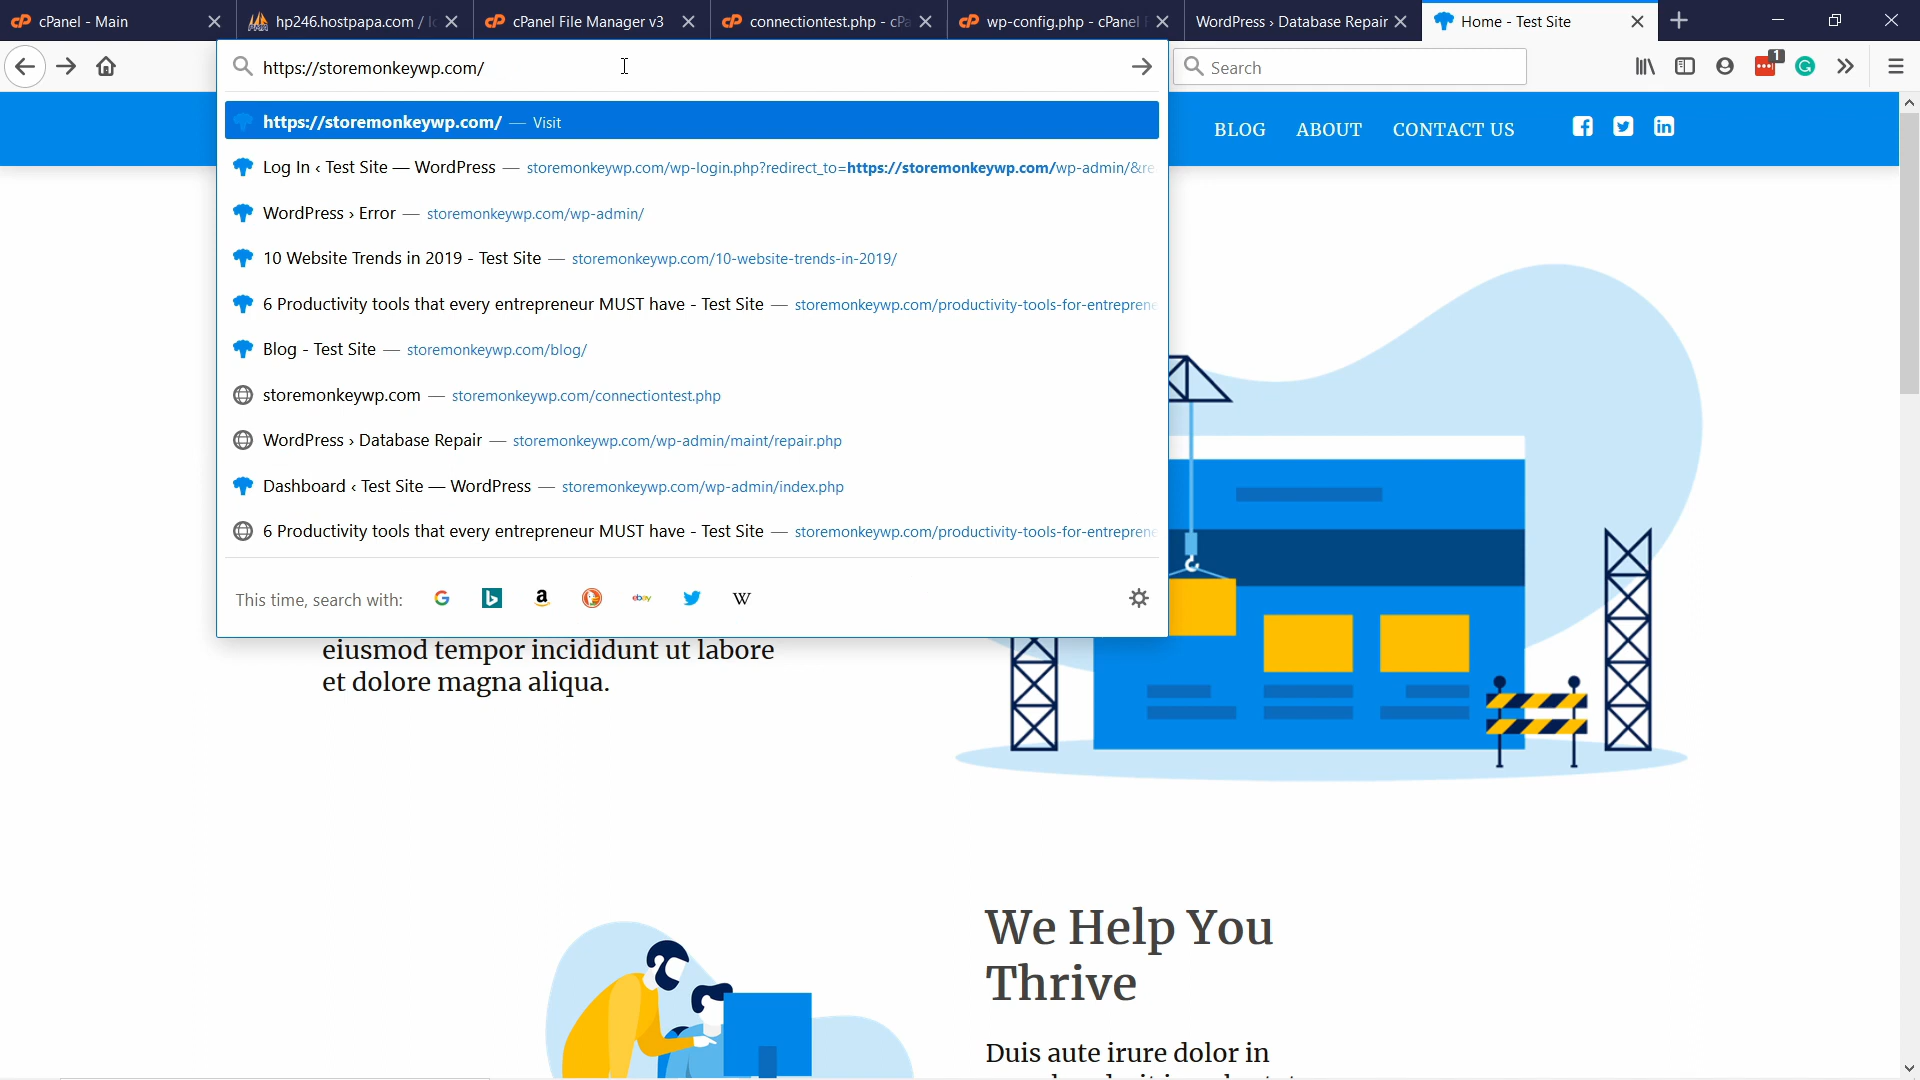 cPanel - Main
hp246.hostpapa.com /
cPanel File Manager v3
connectiontest.php - cPa
wp-config.php - cPanel
WordPress › Database Repair
Home - Test Site
https://storemonkeywp.com/
Search
1
https://storemonkeywp.com/ — Visit
Log In ‹ Test Site — WordPress — storemonkeywp.com/wp-login.php?redirect_to=https://storemonkeywp.com/wp-admin/&re
WordPress › Error — storemonkeywp.com/wp-admin/
10 Website Trends in 2019 - Test Site — storemonkeywp.com/10-website-trends-in-2019/
6 Productivity tools that every entrepreneur MUST have - Test Site — storemonkeywp.com/productivity-tools-for-entreprene
Blog - Test Site — storemonkeywp.com/blog/
storemonkeywp.com — storemonkeywp.com/connectiontest.php
WordPress › Database Repair — storemonkeywp.com/wp-admin/maint/repair.php
Dashboard ‹ Test Site — WordPress — storemonkeywp.com/wp-admin/index.php
6 Productivity tools that every entrepreneur MUST have - Test Site — storemonkeywp.com/productivity-tools-for-entreprene
This time, search with:
BLOG ABOUT CONTACT US
eiusmod tempor incididunt ut labore
et dolore magna aliqua.
We Help You
Thrive
Duis aute irure dolor in